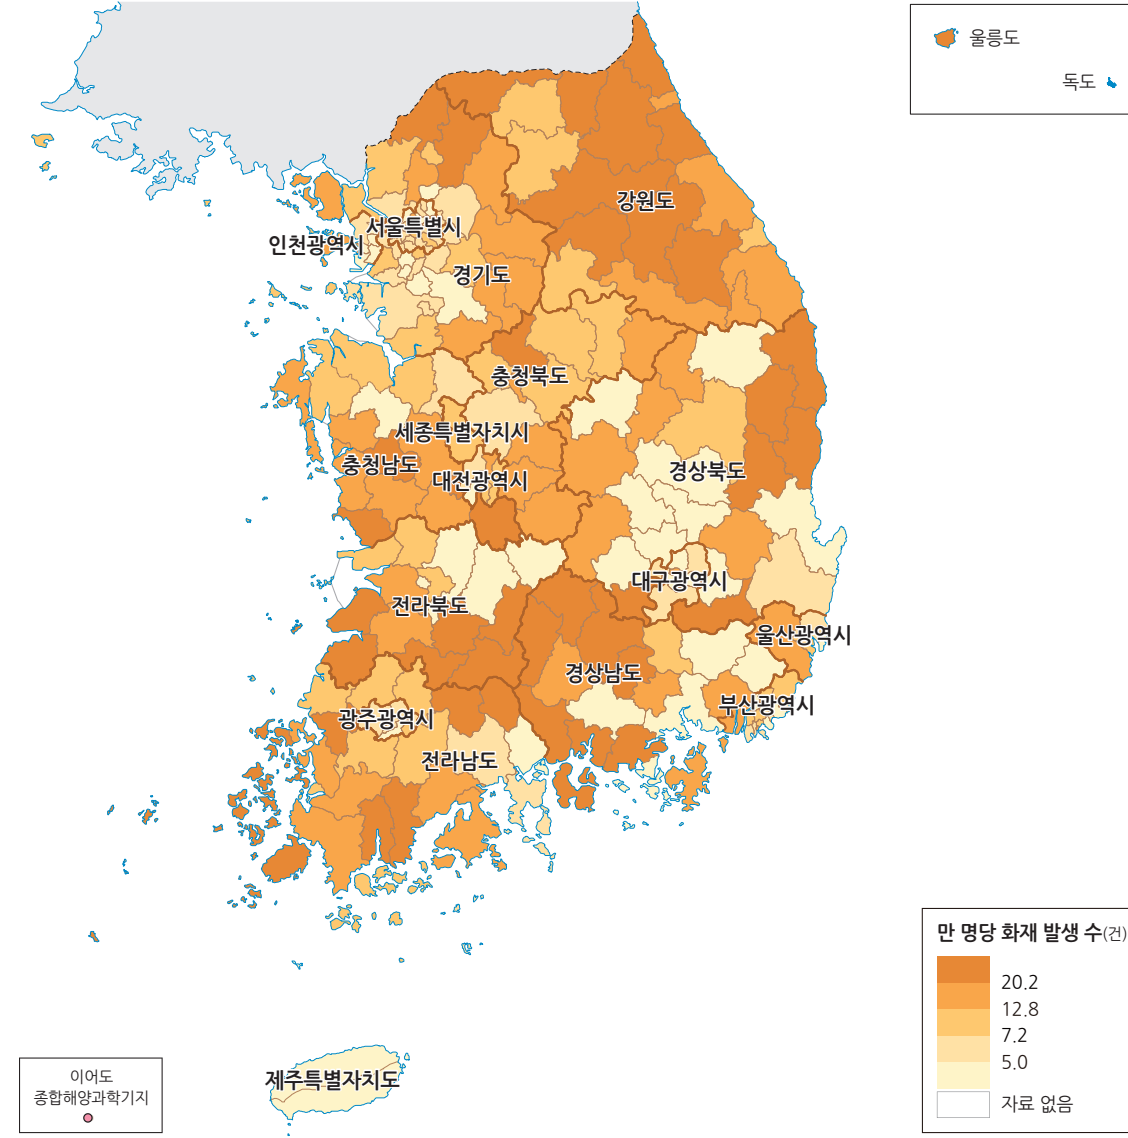 울릉도
독도
강원도
서울특별시
인천광역시
경기도
충청북도
세종특별자치시
충청남도
대전광역시
경상북도
대구광역시
전라북도
울산광역시
경상남도
부산광역시
광주광역시
전라남도
제주특별자치도
이어도
종합해양과학기지
만 명당 화재 발생 수(건)
20.2
12.8
7.2
5.0
자료 없음